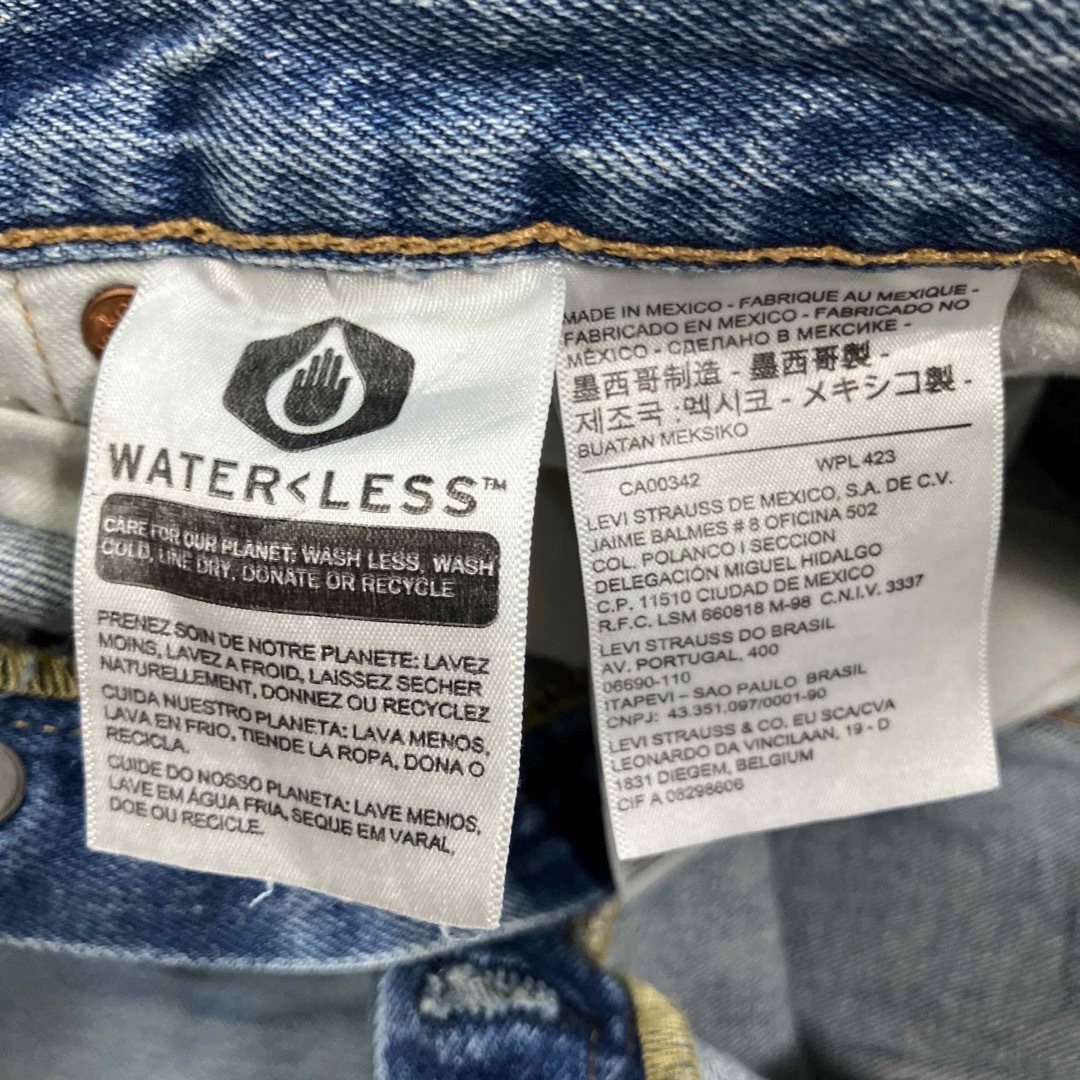 WATER<LESS™
CARE FOR OUR PLANET: WASH LESS, WASH
COLD, LINE DRY, DONATE OR RECYCLE
PRENEZ SOIN DE NOTRE PLANETE: LAVEZ
MOINS, LAVEZ A FROID, LAISSEZ SECHER
NATURELLEMENT, DONNEZ OU RECYCLEZ
CUIDA NUESTRO PLANETA: LAVA MENOS,
LAVA EN FRIO, TIENDE LA ROPA, DONA O
RECICLA.
CUIDE DO NOSSO PLANETA: LAVE MENOS,
LAVE EM ÁGUA FRIA, SEQUE EM VARAL,
DOE OU RECICLE.
MADE IN MEXICO - FABRIQUE AU MEXIQUE -
FABRICADO EN MEXICO - FABRICADO NO
MÉXICO - СДЕЛАНО В МЕКСИКЕ -
墨西哥制造 - 墨西哥製 -
제조국 :멕시코 - メキシコ製 -
BUATAN MEKSIKO
CA00342 WPL 423
LEVI STRAUSS DE MEXICO, S.A. DE C.V.
JAIME BALMES # 8 OFICINA 502
COL. POLANCO I SECCION
DELEGACIÓN MIGUEL HIDALGO
C.P. 11510 CIUDAD DE MEXICO
R.F.C. LSM 660818 M-98 C.N.I.V. 3337
LEVI STRAUSS DO BRASIL
AV. PORTUGAL, 400
06690-110
ITAPEVI – SAO PAULO BRASIL
CNPJ: 43.351.097/0001-90
LEVI STRAUSS & CO. EU SCA/CVA
LEONARDO DA VINCILAAN, 19 - D
1831 DIEGEM, BELGIUM
CIF A 08298606